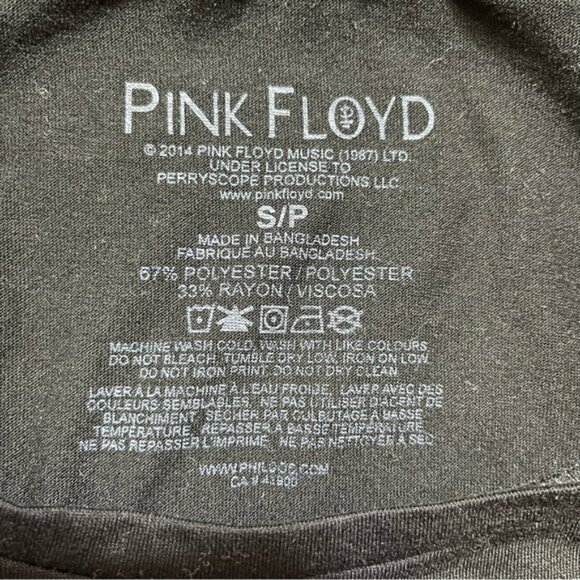 PINK FLOYD
© 2014 PINK FLOYD MUSIC (1987) LTD.
UNDER LICENSE TO
PERRYSCOPE PRODUCTIONS LLC
www.pinkfloyd.com
S/P
MADE IN BANGLADESH
FABRIQUE AU BANGLADESH
67% POLYESTER / POLYESTER
33% RAYON / VISCOSA
MACHINE WASH COLD, WASH WITH LIKE COLOURS
DO NOT BLEACH, TUMBLE DRY LOW, IRON ON LOW
DO NOT IRON PRINT, DO NOT DRY CLEAN
LAVER A LA MACHINE À L'EAU FROIDE, LAVER AVEC DES
COULEURS SEMBLABLES, NE PAS UTILISER D'AGENT DE
BLANCHIMENT, SÉCHER PAR CULBUTAGE A BASSE
TEMPÉRATURE, REPASSER A BASSE TEMPÉRATURE
NE PAS REPASSER L'IMPRIME, NE PAS NETTOYER A SEC
CA #